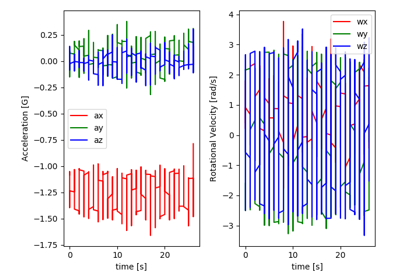 0.25
0.00
−0.25
−0.50
−0.75
−1.00
−1.25
−1.50
−1.75
Acceleration [G]
ax
ay
az
0
10
20
time [s]
4
3
2
1
0
−1
−2
−3
Rotational Velocity [rad/s]
wx
wy
wz
0
10
20
time [s]